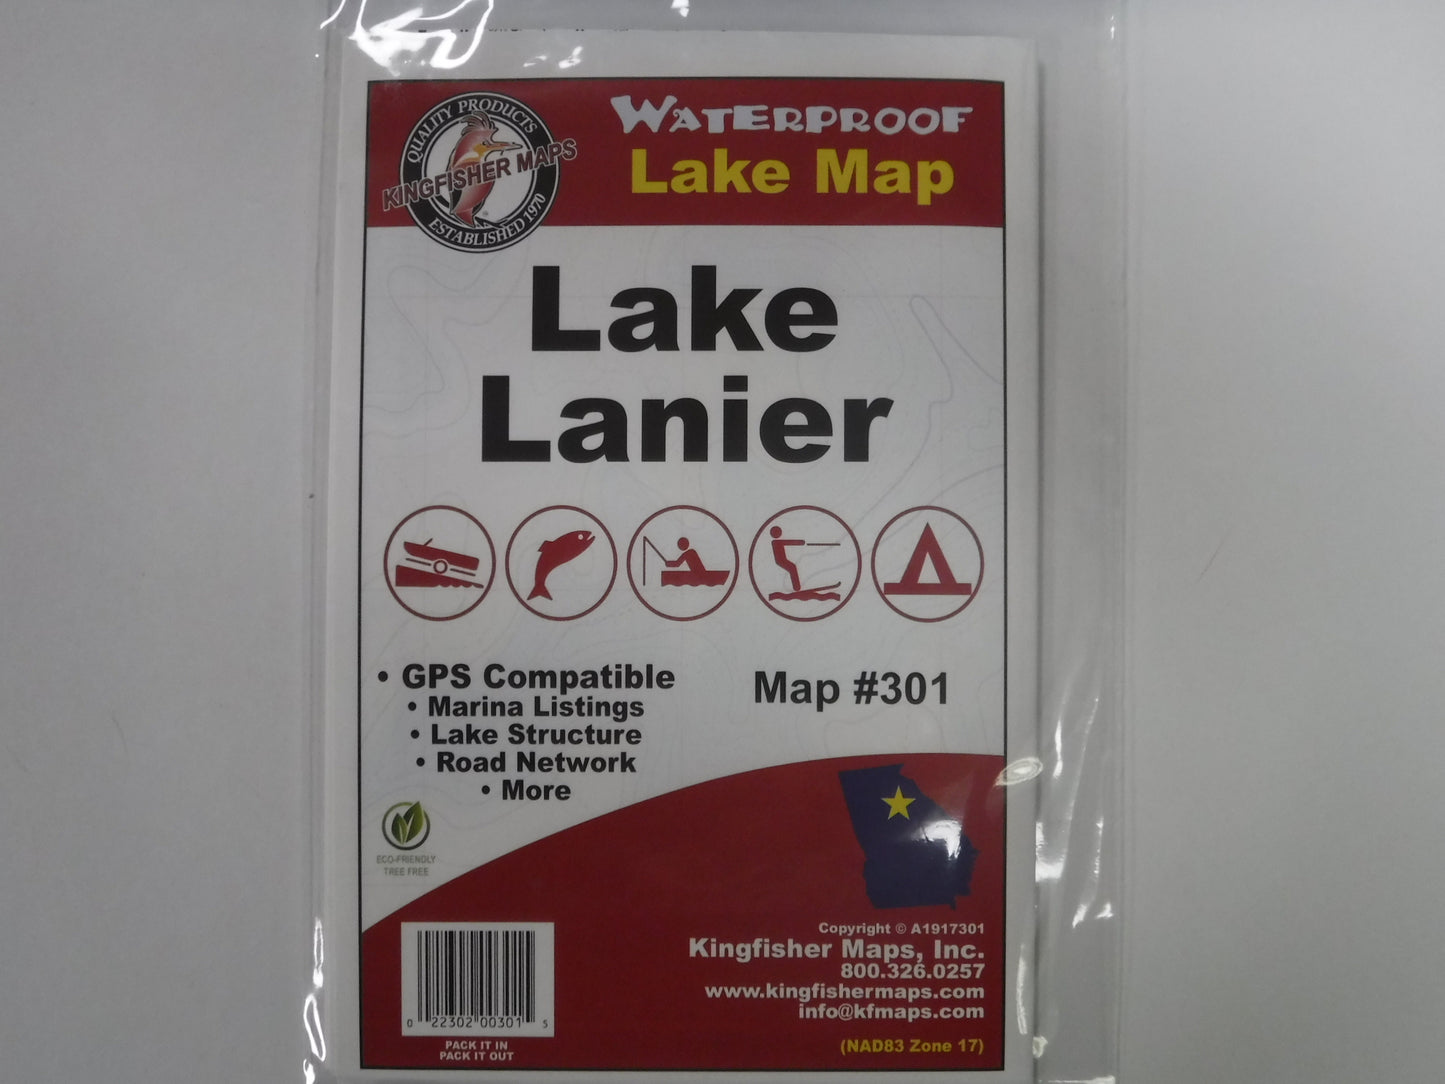 QUALITY PRODUCTS
KINGFISHER MAPS
ESTABLISHED 1970
WATERPROOF
Lake Map
Lake
Lanier
• GPS Compatible
• Marina Listings
• Lake Structure
• Road Network
• More
Map #301
ECO-FRIENDLY
TREE FREE
Copyright © A1917301
Kingfisher Maps, Inc.
800.326.0257
www.kingfishermaps.com
info@kfmaps.com
(NAD83 Zone 17)
0 22302 00301 5
PACK IT IN
PACK IT OUT